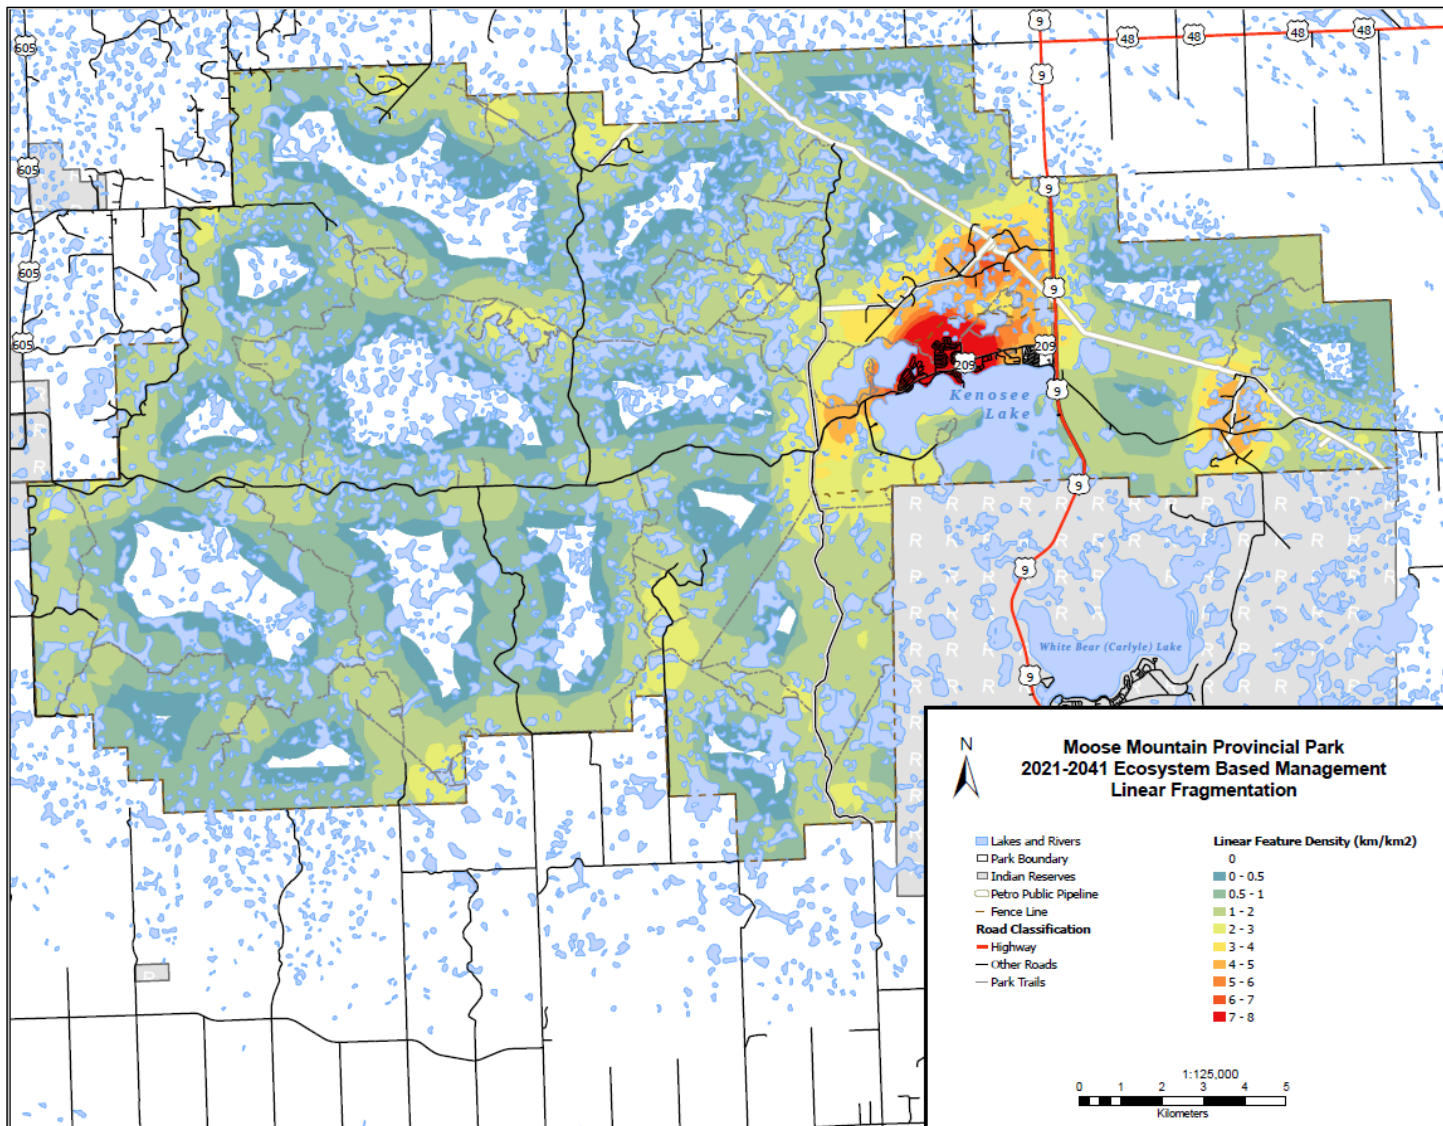 9
48
48
48
48
605
9
605
R
9
605
9
605
209
209
9
Kenosee
Lake
R
9
R R R R R R R R R R R R R
9
White Bear (Carlyle) Lake
9
N
Moose Mountain Provincial Park
2021-2041 Ecosystem Based Management
Linear Fragmentation
Lakes and Rivers
Park Boundary
Indian Reserves
Petro Public Pipeline
Fence Line
Road Classification
Highway
Other Roads
Park Trails
Linear Feature Density (km/km2)
0
0 - 0.5
0.5 - 1
1 - 2
2 - 3
3 - 4
4 - 5
5 - 6
6 - 7
7 - 8
1:125,000
0 1 2 3 4 5
Kilometers
R